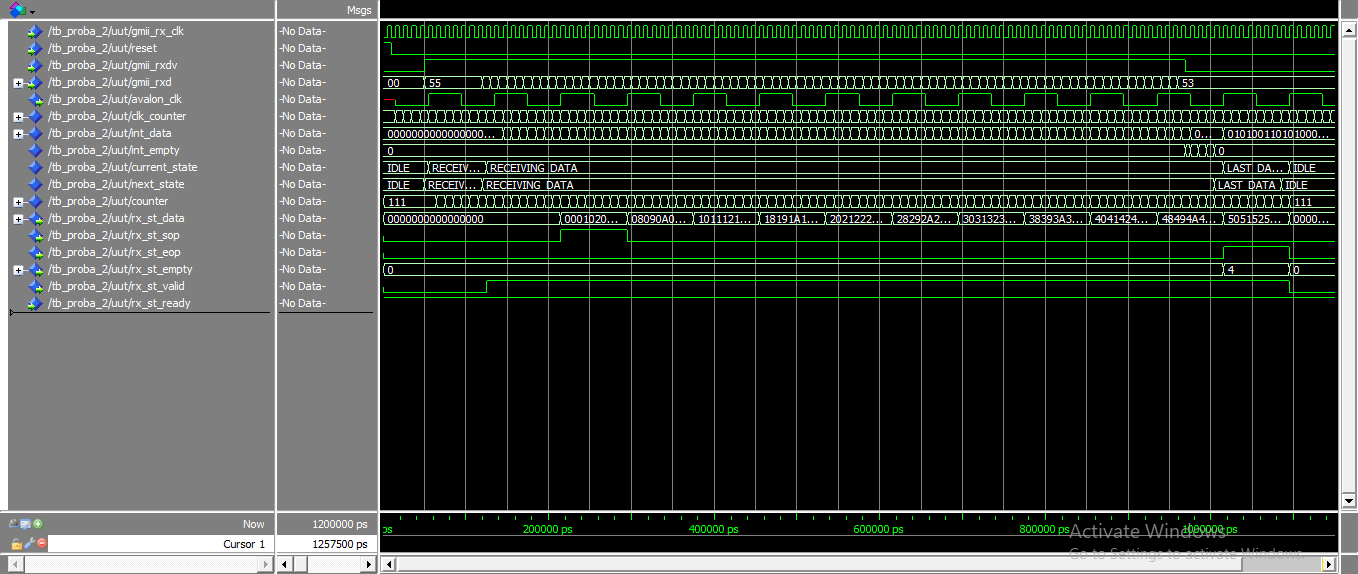 Msgs
/tb_proba_2/uut/gmii_rx_clk -No Data-
/tb_proba_2/uut/reset -No Data-
/tb_proba_2/uut/gmii_rxdv -No Data-
/tb_proba_2/uut/gmii_rxd -No Data- 00 55 53
/tb_proba_2/uut/avalon_clk -No Data-
/tb_proba_2/uut/clk_counter -No Data-
/tb_proba_2/uut/int_data -No Data- 0000000000000000... 0... 010100110101000...
/tb_proba_2/uut/int_empty -No Data- 0 0
/tb_proba_2/uut/current_state -No Data- IDLE RECEIV... RECEIVING DATA LAST DA... IDLE
/tb_proba_2/uut/next_state -No Data- IDLE RECEIV... RECEIVING DATA LAST DATA IDLE
/tb_proba_2/uut/counter -No Data- 111 111
/tb_proba_2/uut/rx_st_data -No Data- 0000000000000000 0001020... 08090A0... 1011121... 18191A1... 2021222... 28292A2... 3031323... 38393A3... 4041424... 48494A4... 5051525... 0000...
/tb_proba_2/uut/rx_st_sop -No Data-
/tb_proba_2/uut/rx_st_eop -No Data-
/tb_proba_2/uut/rx_st_empty -No Data- 0 4 0
/tb_proba_2/uut/rx_st_valid -No Data-
/tb_proba_2/uut/rx_st_ready -No Data-
Now 1200000 ps
ps 200000 ps 400000 ps 600000 ps 800000 ps
Cursor 1 1257500 ps
Activate Windows
Go to Settings to activate Windows.